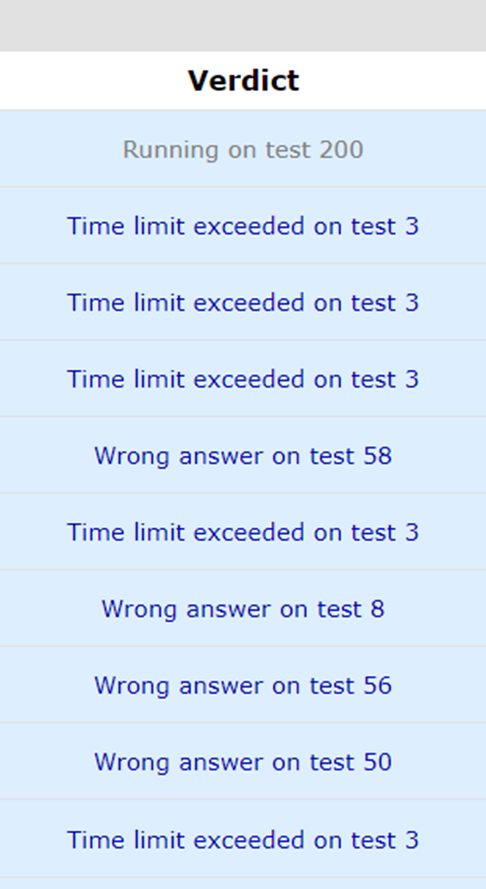 Verdict
Running on test 200
Time limit exceeded on test 3
Time limit exceeded on test 3
Time limit exceeded on test 3
Wrong answer on test 58
Time limit exceeded on test 3
Wrong answer on test 8
Wrong answer on test 56
Wrong answer on test 50
Time limit exceeded on test 3